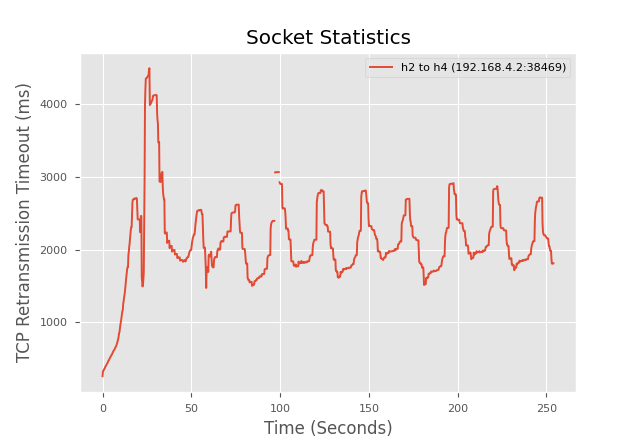 Socket Statistics
h2 to h4 (192.168.4.2:38469)
TCP Retransmission Timeout (ms)
4000
3000
2000
1000
0 50 100 150 200 250
Time (Seconds)